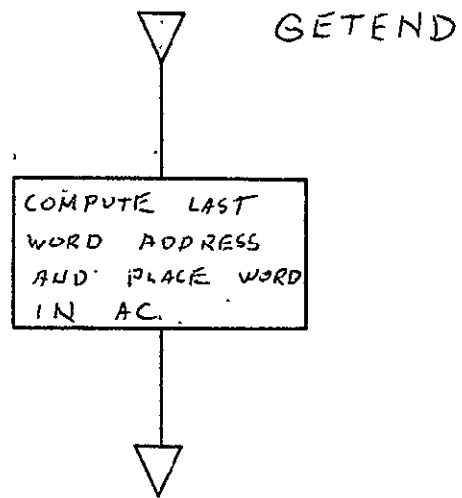 GETEND
COMPUTE LAST
WORD ADDRESS
AND PLACE WORD
IN AC.